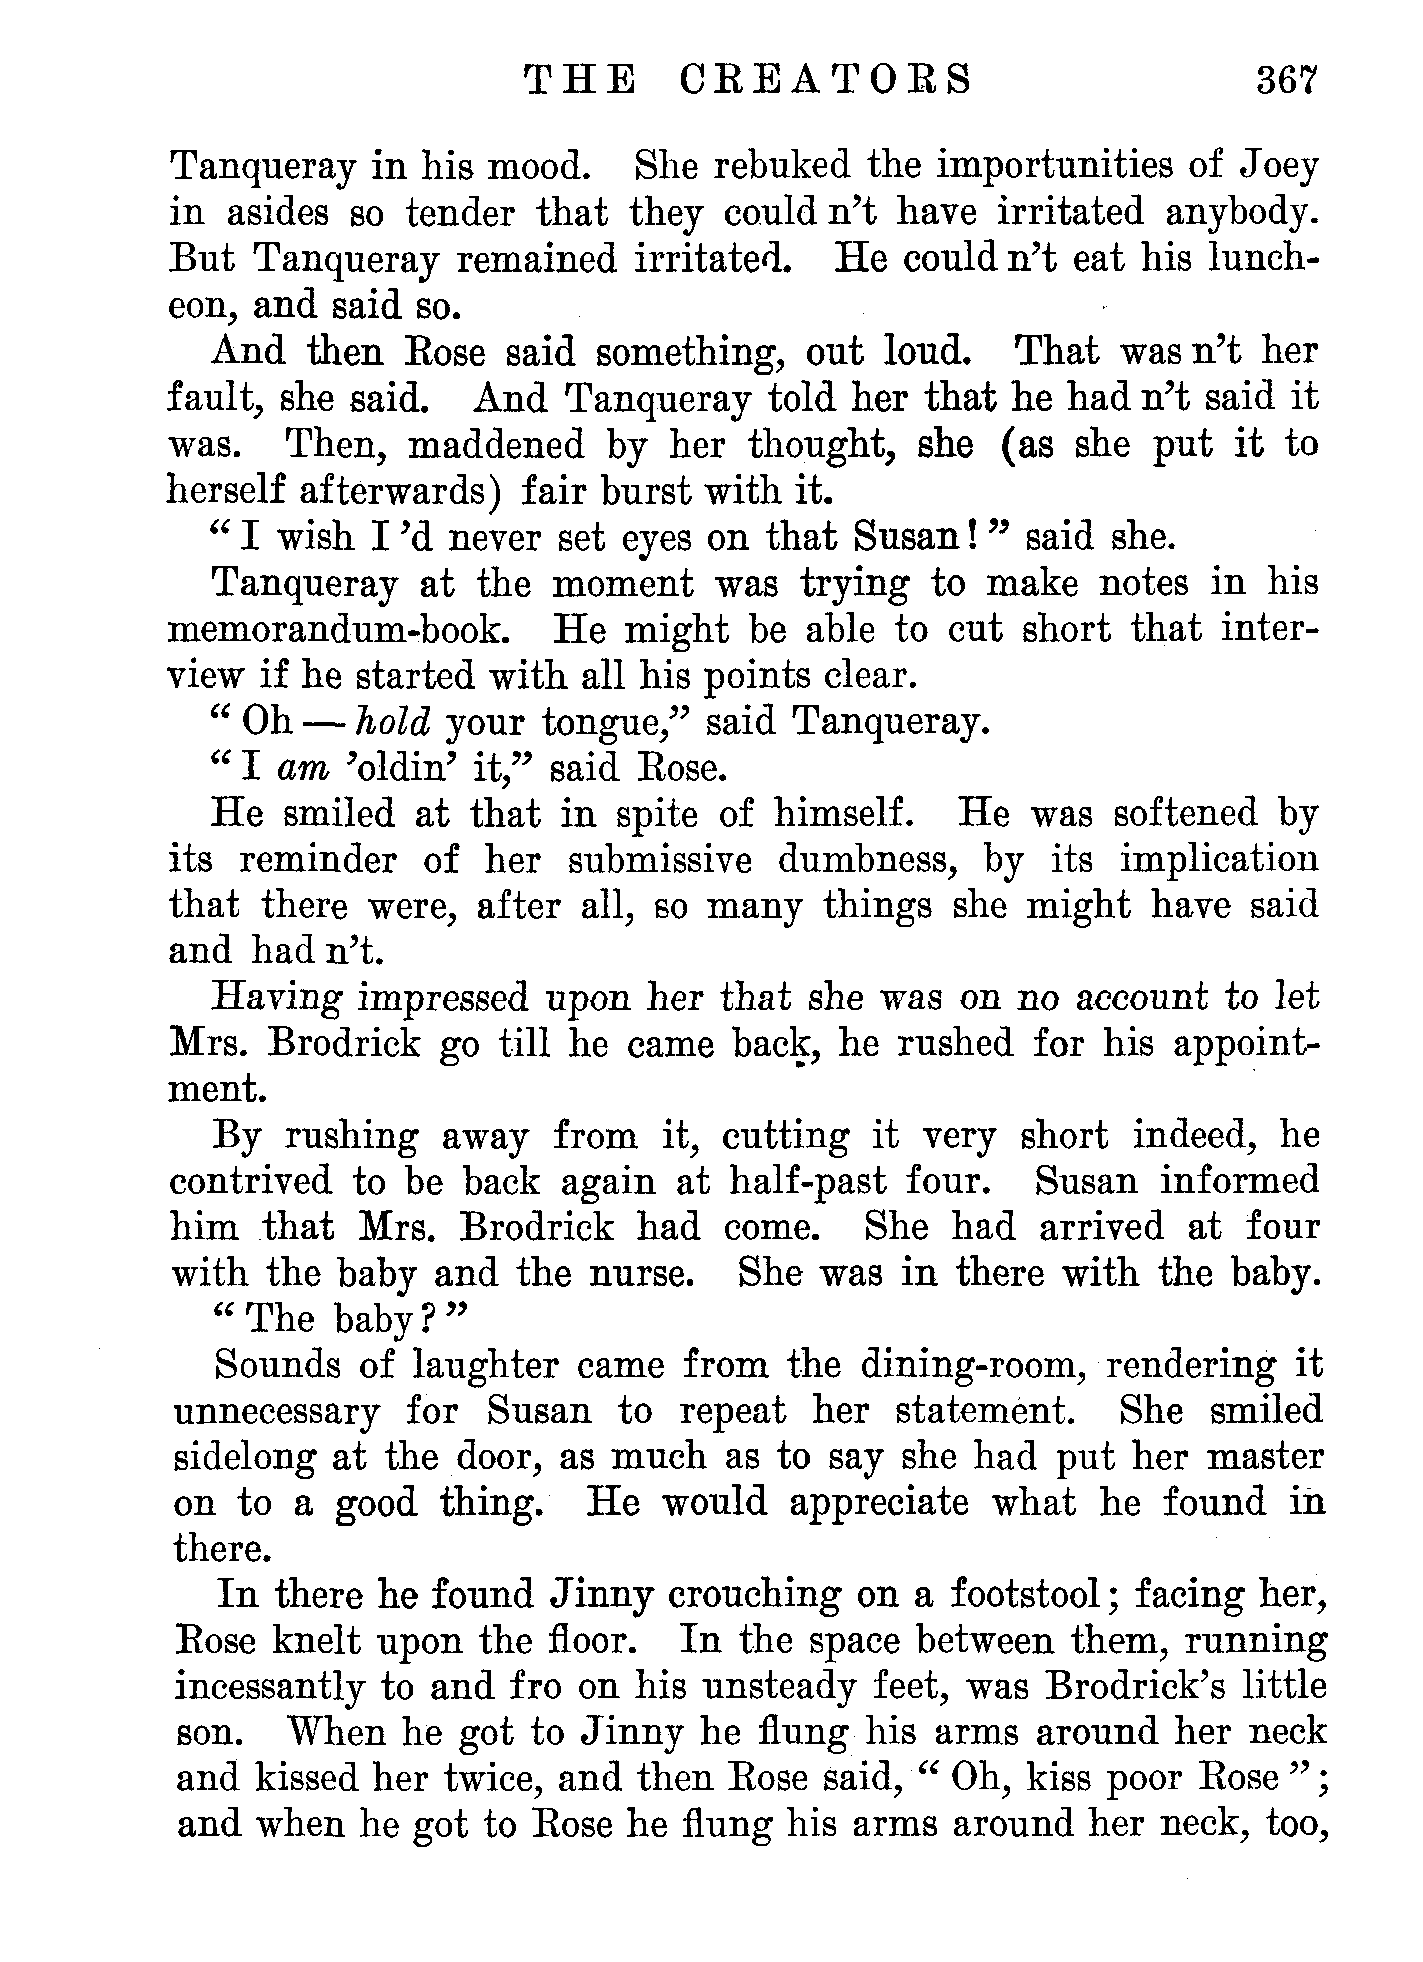 THE CREATORS 367
Tanqueray in his mood. She rebuked the importunities of Joey
in asides so tender that they could n't have irritated anybody.
But Tanqueray remained irritated. He could n't eat his lunch-
eon, and said so.
And then Rose said something, out loud. That was n't her
fault, she said. And Tanqueray told her that he had n't said it
was. Then, maddened by her thought, she (as she put it to
herself afterwards) fair burst with it.
" I wish I 'd never set eyes on that Susan! " said she.
Tanqueray at the moment was trying to make notes in his
memorandum-book. He might be able to cut short that inter-
view if he started with all his points clear.
" Oh — hold your tongue," said Tanqueray.
" I am 'oldin' it," said Rose.
He smiled at that in spite of himself. He was softened by
its reminder of her submissive dumbness, by its implication
that there were, after all, so many things she might have said
and had n't.
Having impressed upon her that she was on no account to let
Mrs. Brodrick go till he came back, he rushed for his appoint-
ment.
By rushing away from it, cutting it very short indeed, he
contrived to be back again at half-past four. Susan informed
him that Mrs. Brodrick had come. She had arrived at four
with the baby and the nurse. She was in there with the baby.
" The baby? "
Sounds of laughter came from the dining-room, rendering it
unnecessary for Susan to repeat her statement. She smiled
sidelong at the door, as much as to say she had put her master
on to a good thing. He would appreciate what he found in
there.
In there he found Jinny crouching on a footstool; facing her,
Rose knelt upon the floor. In the space between them, running
incessantly to and fro on his unsteady feet, was Brodrick's little
son. When he got to Jinny he flung his arms around her neck
and kissed her twice, and then Rose said, " Oh, kiss poor Rose ";
and when he got to Rose he flung his arms around her neck, too,